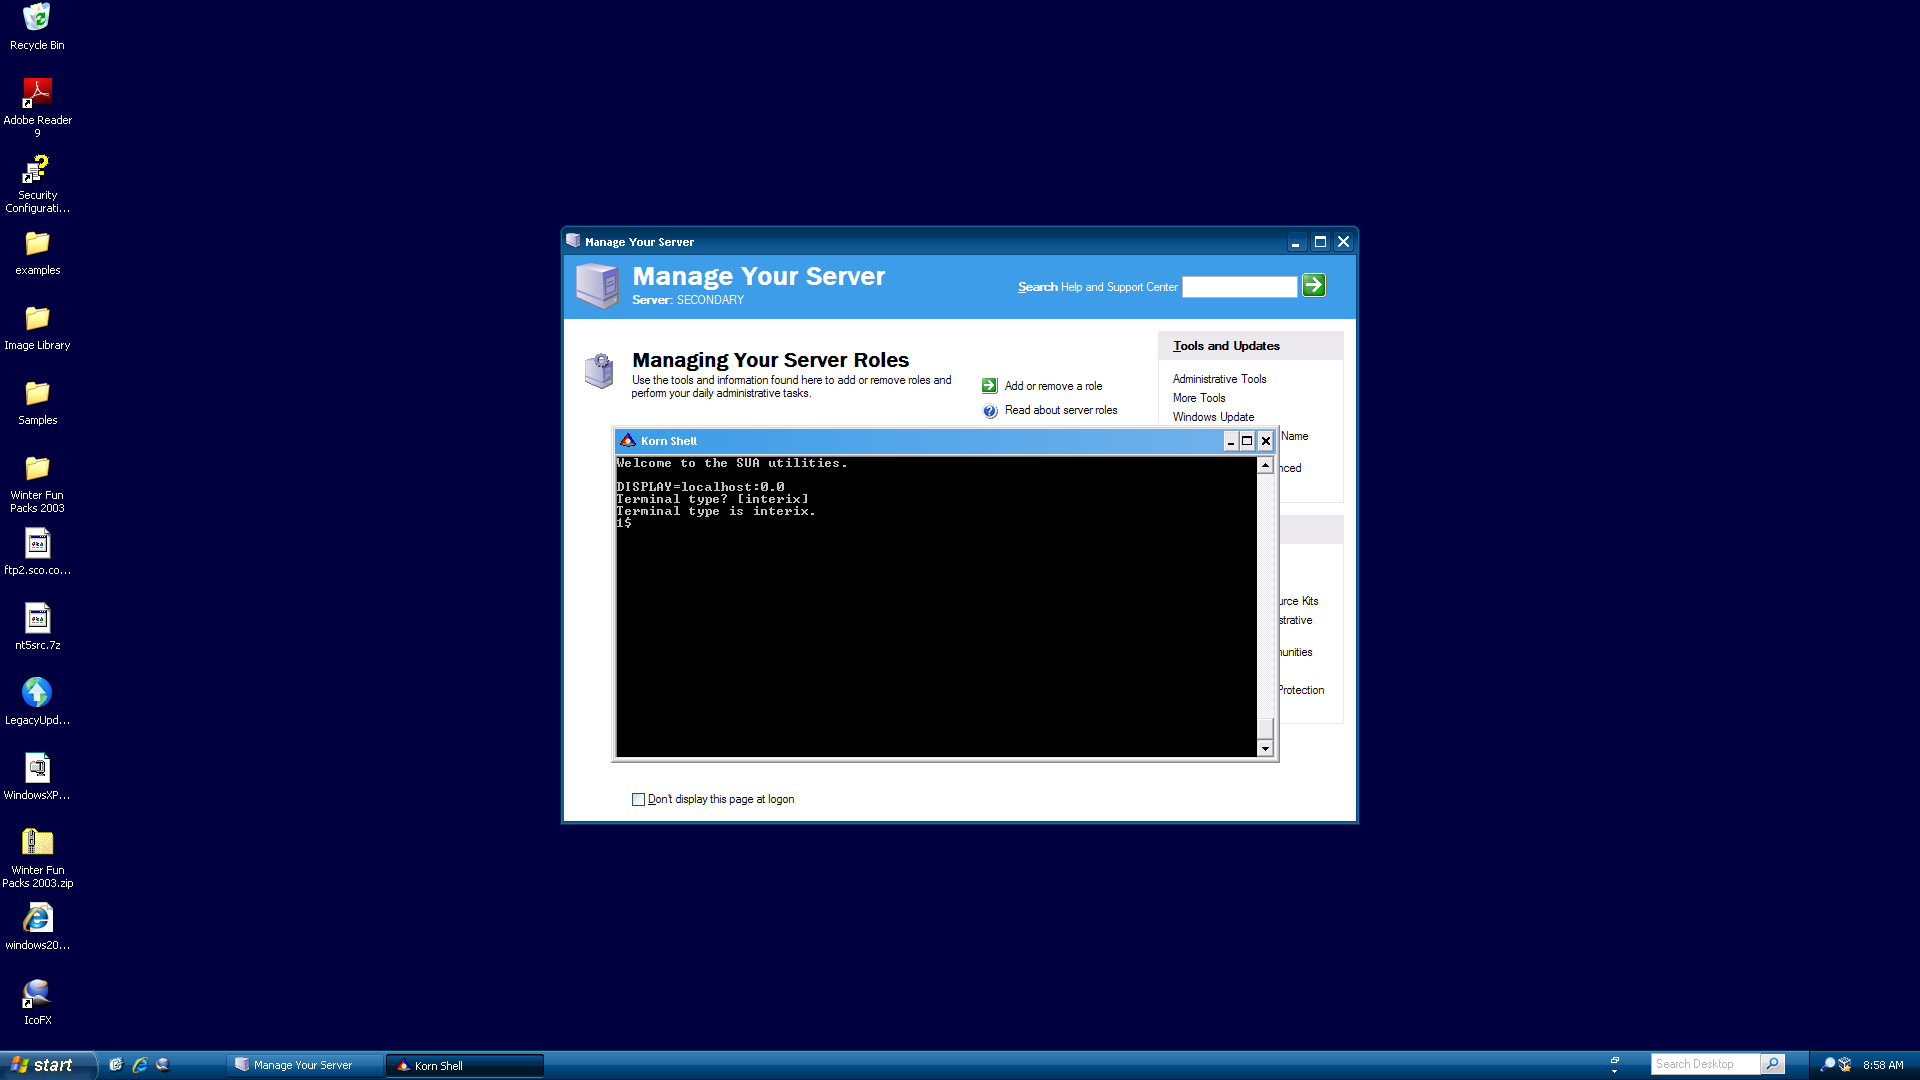 Recycle Bin
Adobe Reader
9
Security
Configurati...
examples
Image Library
Samples
Winter Fun
Packs 2003
ftp2.sco.co...
nt5src.7z
LegacyUpd...
WindowsXP...
Winter Fun
Packs 2003.zip
windows20...
IcoFX
Manage Your Server
Manage Your Server
Server: SECONDARY
Search Help and Support Center
Managing Your Server Roles
Use the tools and information found here to add or remove roles and
perform your daily administrative tasks.
Add or remove a role
Read about server roles
Tools and Updates
Administrative Tools
More Tools
Windows Update
Name
nced
urce Kits
strative
unities
Protection
Korn Shell
Welcome to the SUA utilities.
DISPLAY=localhost:0.0
Terminal type? [interix]
Terminal type is interix.
1$
Don't display this page at logon
start
Manage Your Server
Korn Shell
Search Desktop
8:58 AM